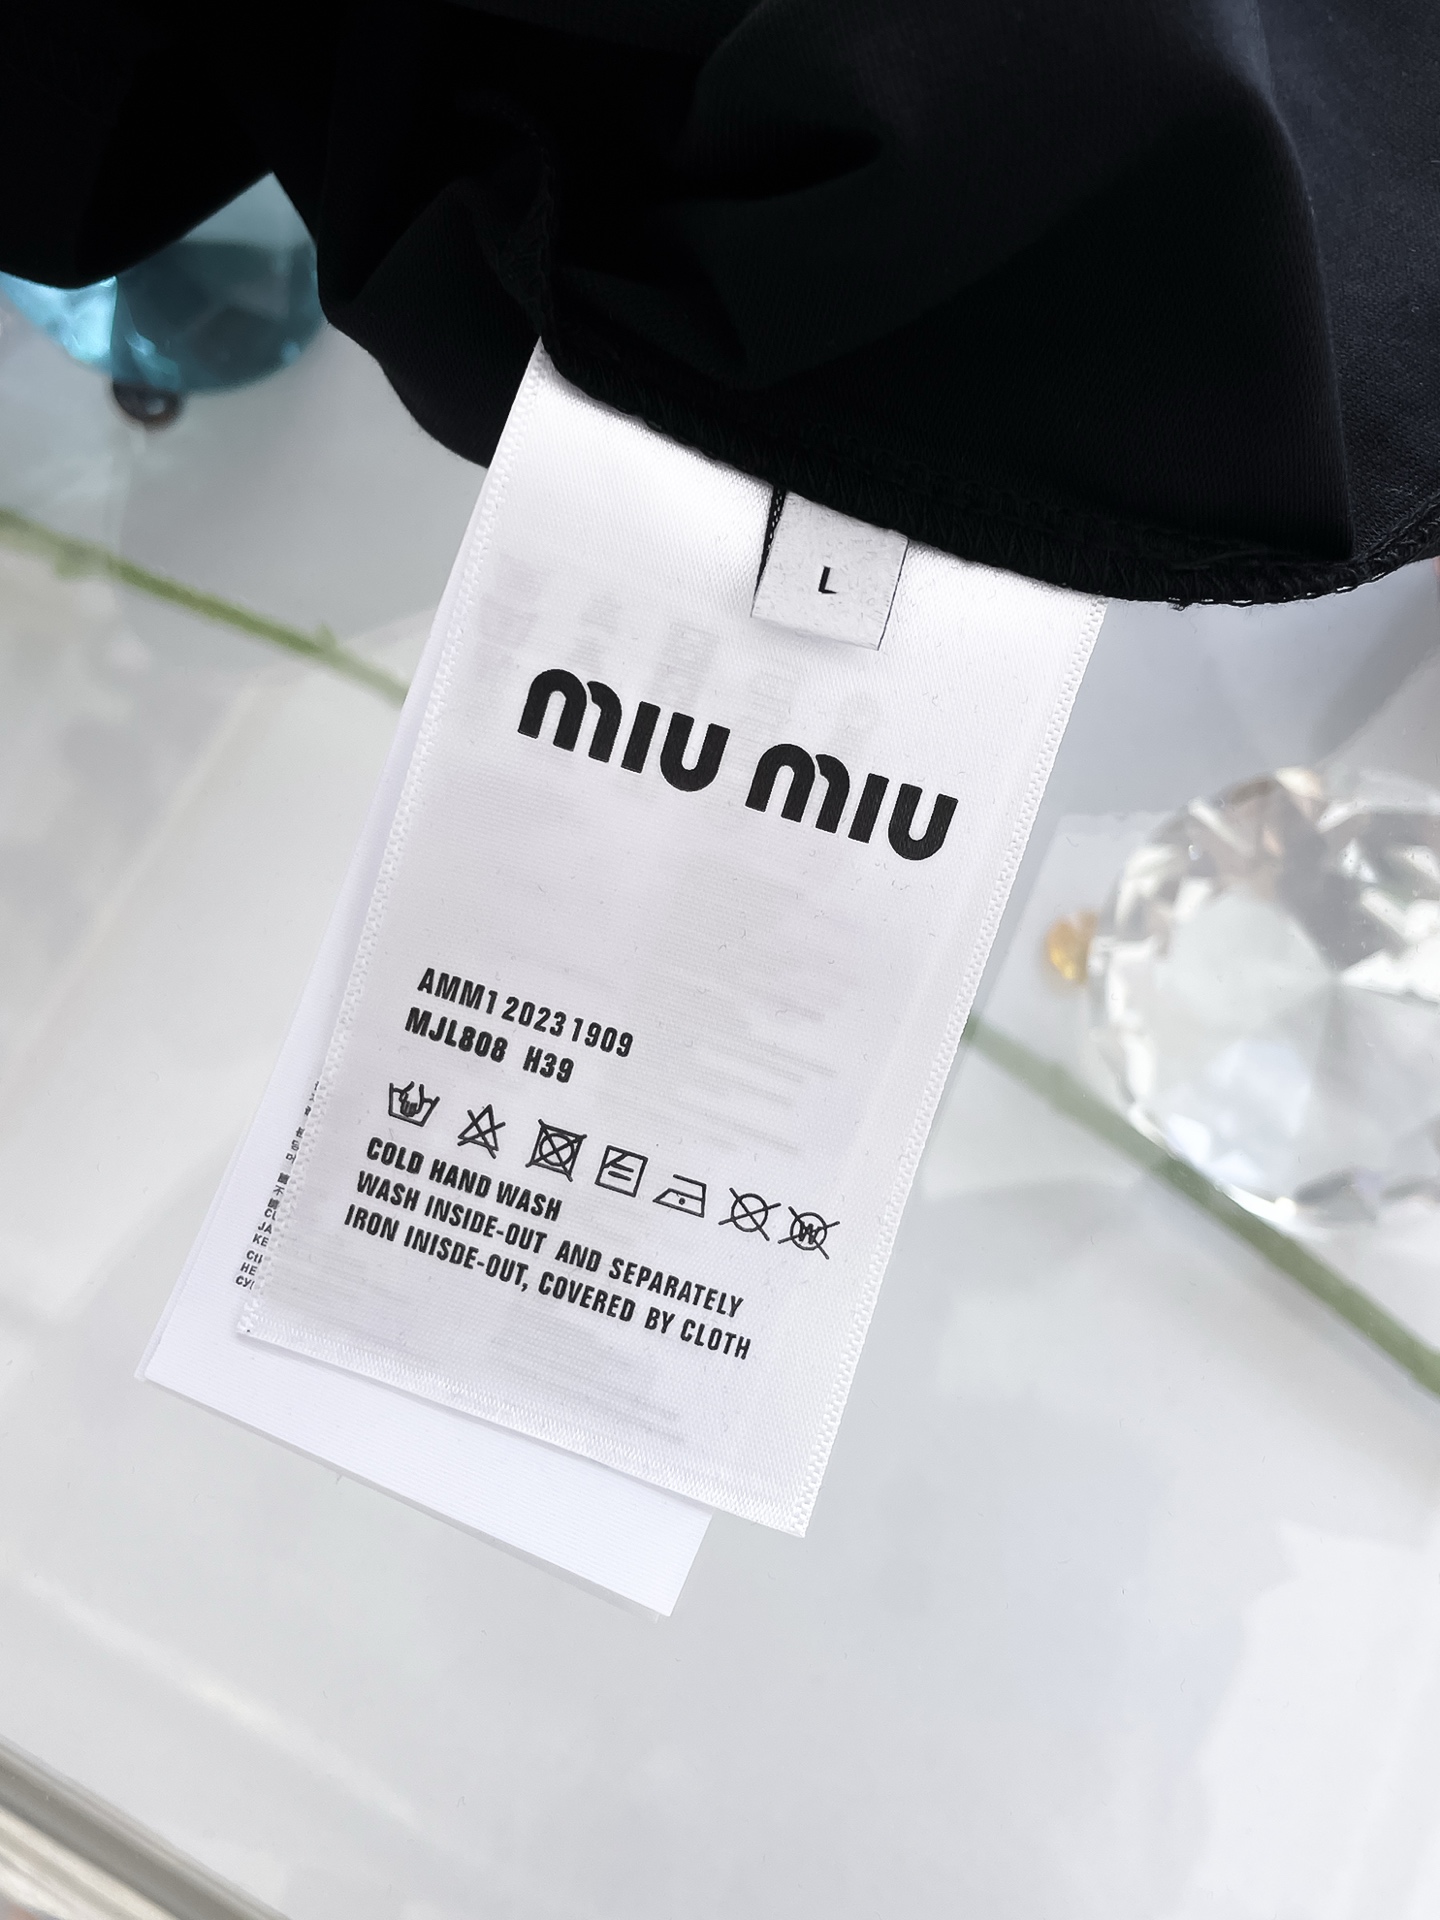 L
MIU MIU
AMM1 20231909
MJL808 H39
COLD HAND WASH
WASH INSIDE-OUT AND SEPARATELY
IRON INISDE-OUT, COVERED BY CLOTH